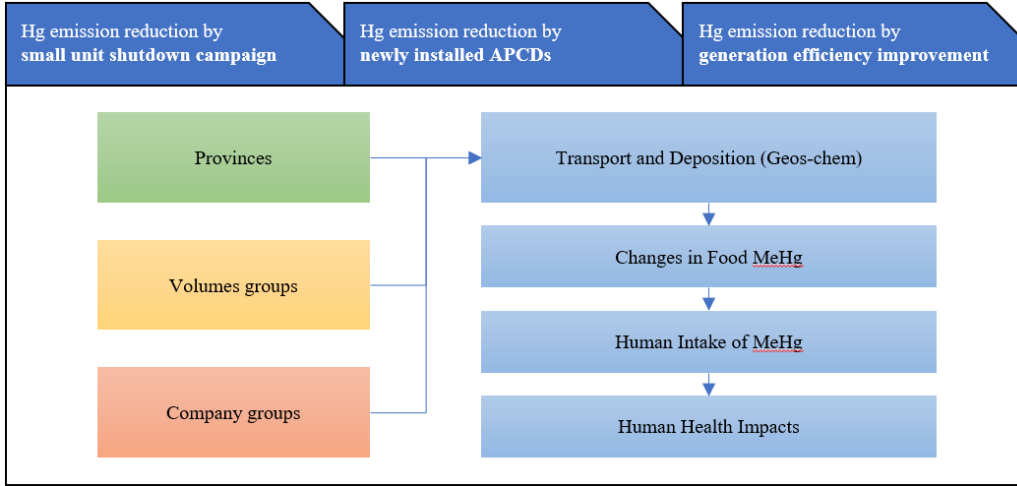 Hg emission reduction by
small unit shutdown campaign
Hg emission reduction by
newly installed APCDs
Hg emission reduction by
generation efficiency improvement
Provinces
Volumes groups
Company groups
Transport and Deposition (Geos-chem)
Changes in Food MeHg
Human Intake of MeHg
Human Health Impacts